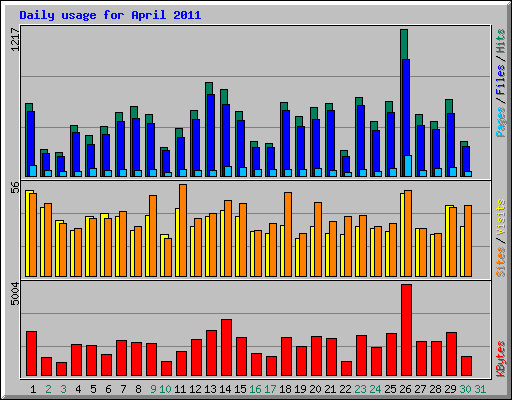 Daily usage for April 2011
1217
Pages / Files / Hits
56
Sites / Visits
5004
KBytes
1 2 3 4 5 6 7 8 9 10 11 12 13 14 15 16 17 18 19 20 21 22 23 24 25 26 27 28 29 30 31